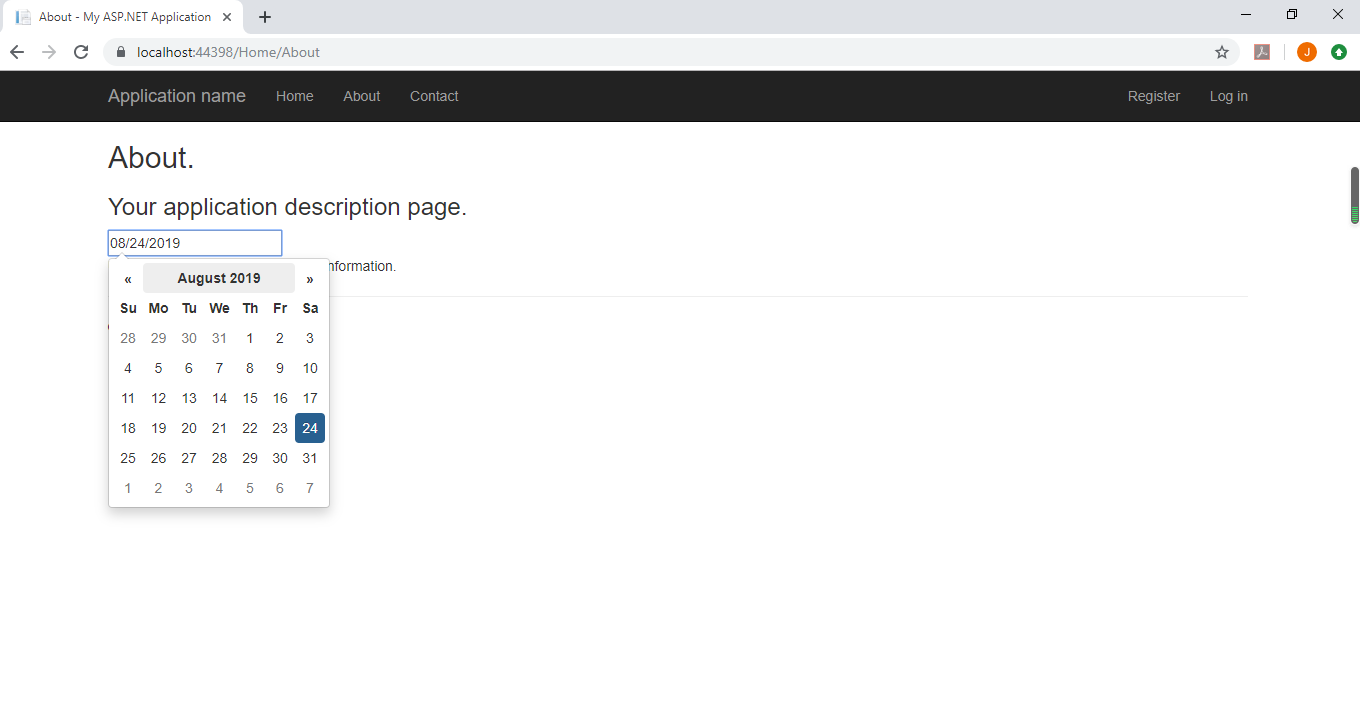 About - My ASP.NET Application
localhost:44398/Home/About
J
Application name Home About Contact Register Log in
About.
Your application description page.
08/24/2019
nformation.
« August 2019 »
Su Mo Tu We Th Fr Sa
28 29 30 31 1 2 3
4 5 6 7 8 9 10
11 12 13 14 15 16 17
18 19 20 21 22 23 24
25 26 27 28 29 30 31
1 2 3 4 5 6 7